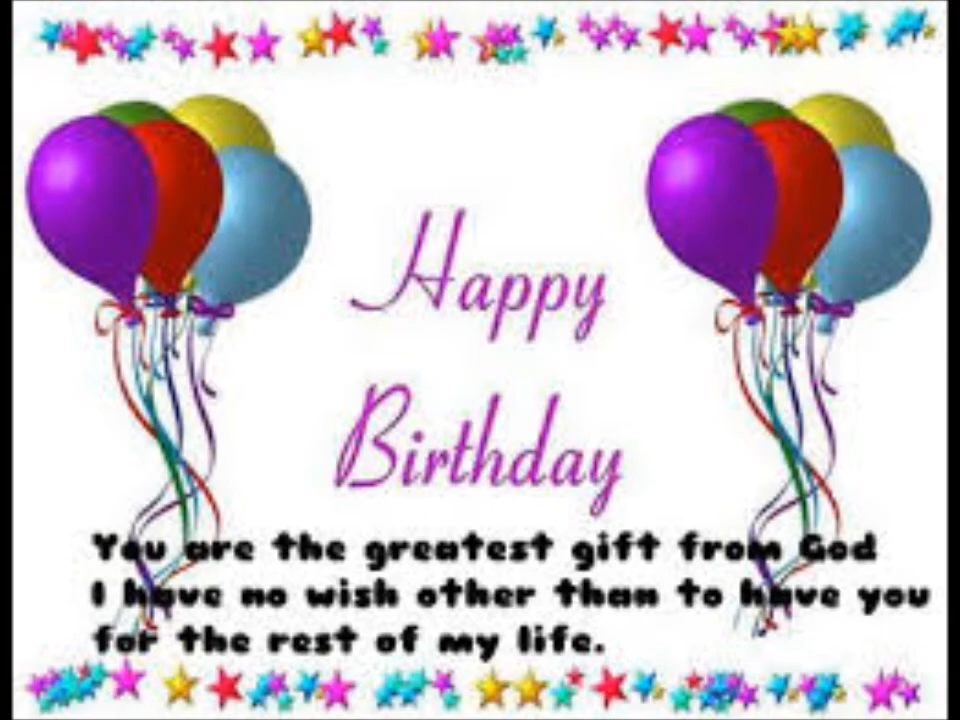 Happy
Birthday
You are the greatest gift from God
I have no wish other than to have you
for the rest of my life.